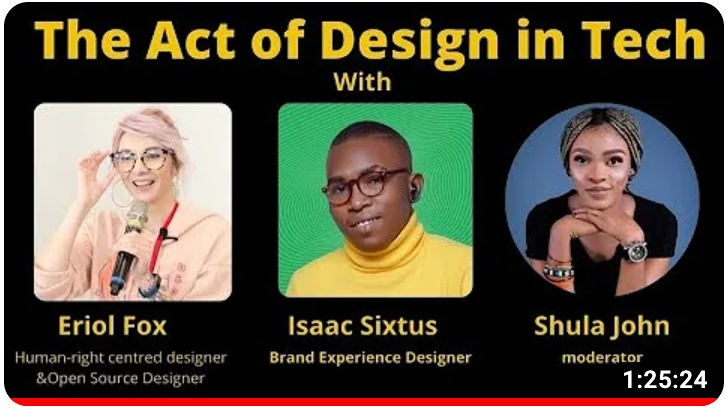 The Act of Design in Tech
With
Eriol Fox
Isaac Sixtus
Shula John
Human-right centred designer
&Open Source Designer
Brand Experience Designer
moderator
1:25:24